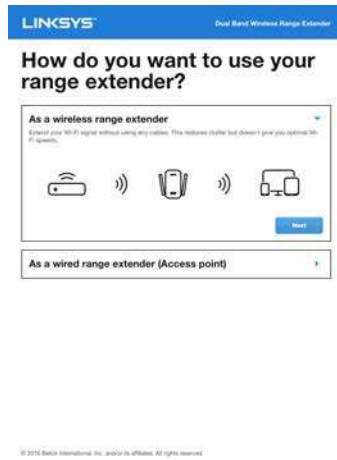 LINKSYS
Dual Band Wireless Range Extender
How do you want to use your
range extender?
As a wireless range extender
Extend your Wi-Fi signal without using any cables. This reduces clutter but doesn't give you optimal Wi-
Fi speeds.
Next
As a wired range extender (Access point)
© 2016 Belkin International, Inc. and/or its affiliates. All rights reserved.